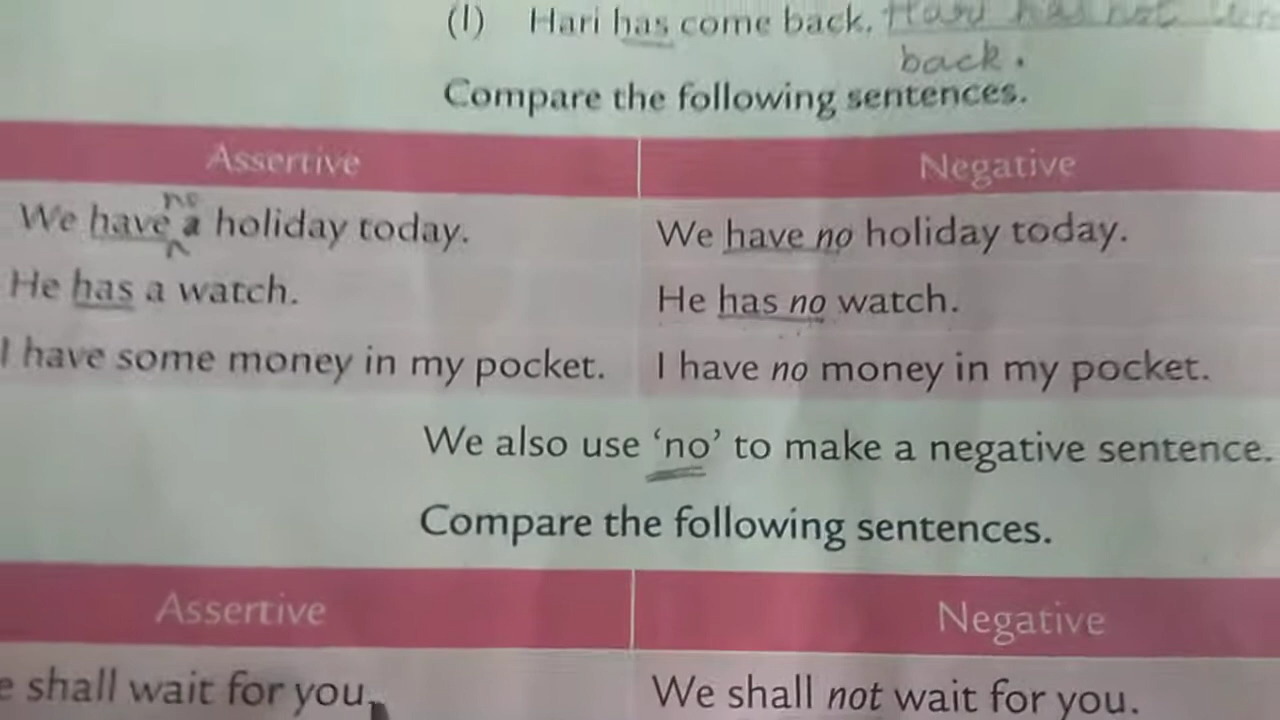 (l) Hari has come back. Hari has not
back.
Compare the following sentences.
Assertive Negative
no
We have a holiday today. We have no holiday today.
He has a watch. He has no watch.
I have some money in my pocket. I have no money in my pocket.
We also use ‘no’ to make a negative sentence.
Compare the following sentences.
Assertive Negative
e shall wait for you. We shall not wait for you.